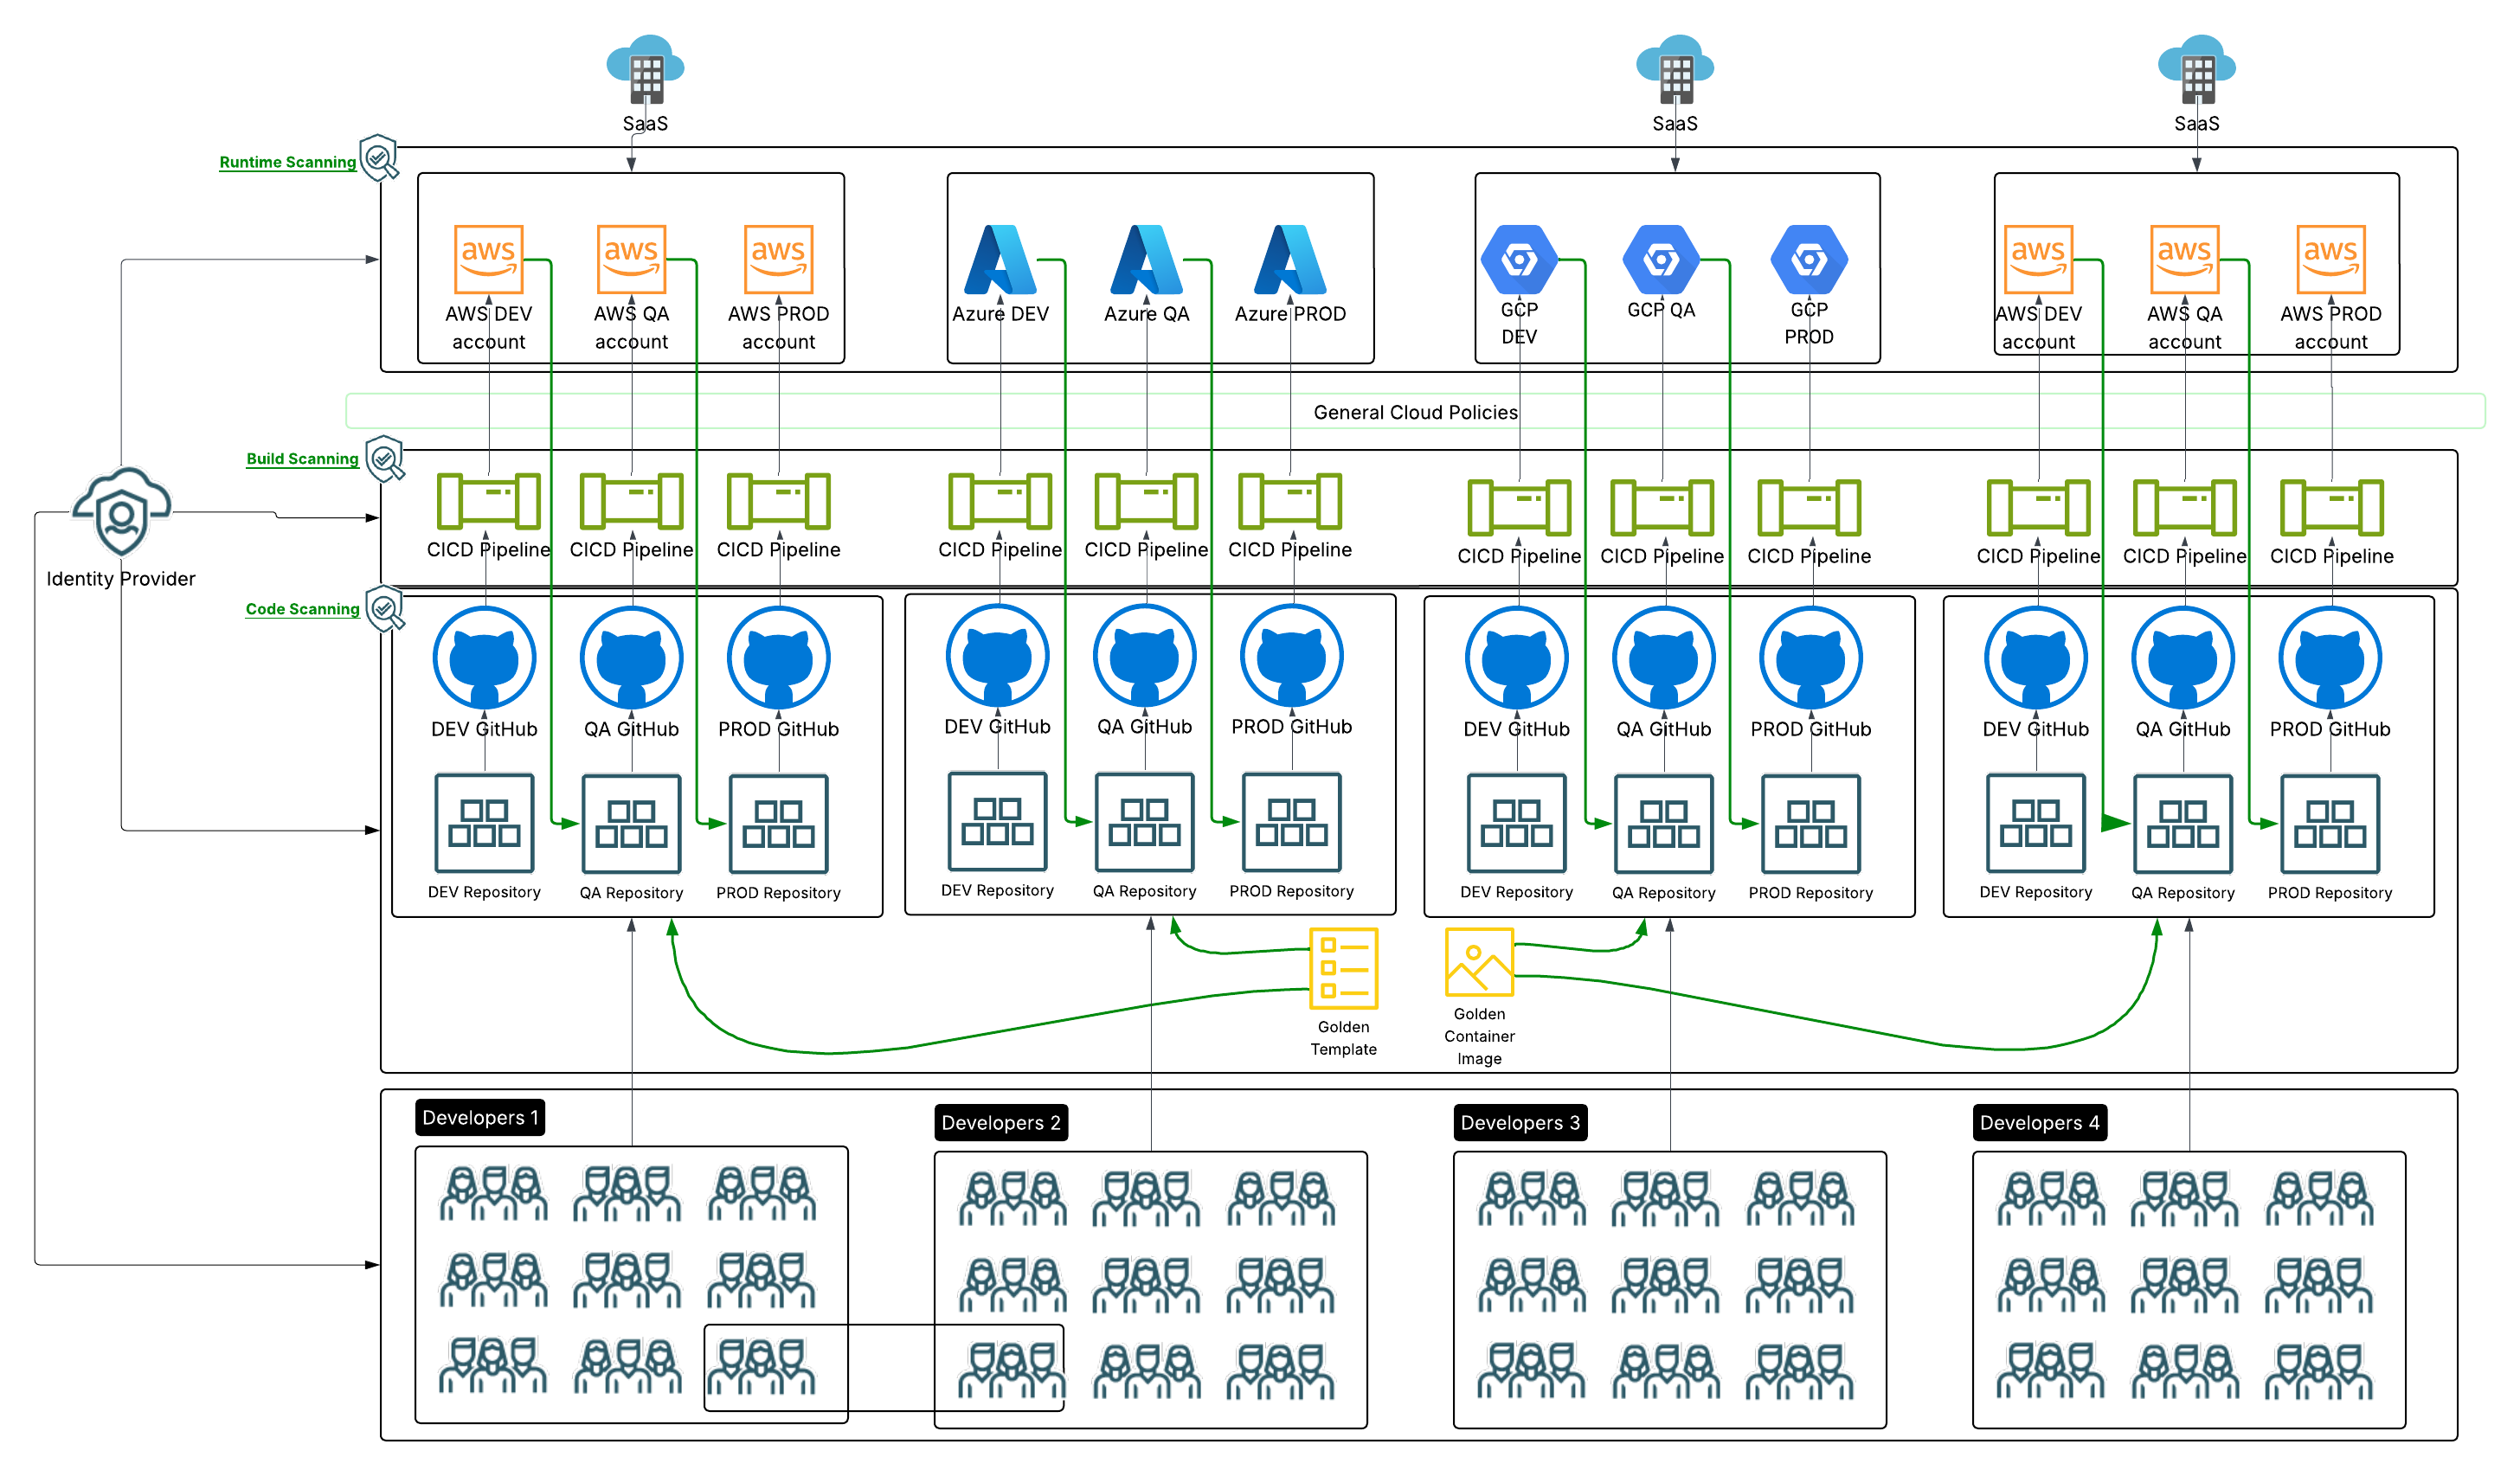 SaaS
SaaS
SaaS
Runtime Scanning
aws
aws
aws
aws
aws
aws
AWS DEV
account
AWS QA
account
AWS PROD
account
Azure DEV
Azure QA
Azure PROD
GCP
DEV
GCP QA
GCP
PROD
AWS DEV
account
AWS QA
account
AWS PROD
account
General Cloud Policies
Build Scanning
CICD Pipeline
CICD Pipeline
CICD Pipeline
CICD Pipeline
CICD Pipeline
CICD Pipeline
CICD Pipeline
CICD Pipeline
CICD Pipeline
CICD Pipeline
CICD Pipeline
CICD Pipeline
Identity Provider
Code Scanning
DEV GitHub
QA GitHub
PROD GitHub
DEV GitHub
QA GitHub
PROD GitHub
DEV GitHub
QA GitHub
PROD GitHub
DEV GitHub
QA GitHub
PROD GitHub
DEV Repository
QA Repository
PROD Repository
DEV Repository
QA Repository
PROD Repository
DEV Repository
QA Repository
PROD Repository
DEV Repository
QA Repository
PROD Repository
Golden
Template
Golden
Container
Image
Developers 1
Developers 2
Developers 3
Developers 4